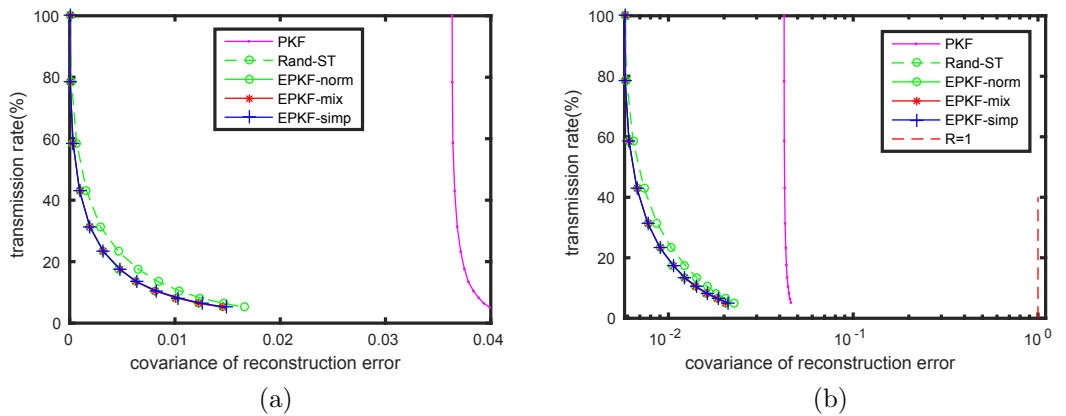 100
80
60
40
20
0
transmission rate(%)
PKF
Rand-ST
EPKF-norm
EPKF-mix
EPKF-simp
0
0.01
0.02
0.03
0.04
covariance of reconstruction error
(a)
100
80
60
40
20
0
transmission rate(%)
PKF
Rand-ST
EPKF-norm
EPKF-mix
EPKF-simp
R=1
10^-2
10^-1
10^0
covariance of reconstruction error
(b)